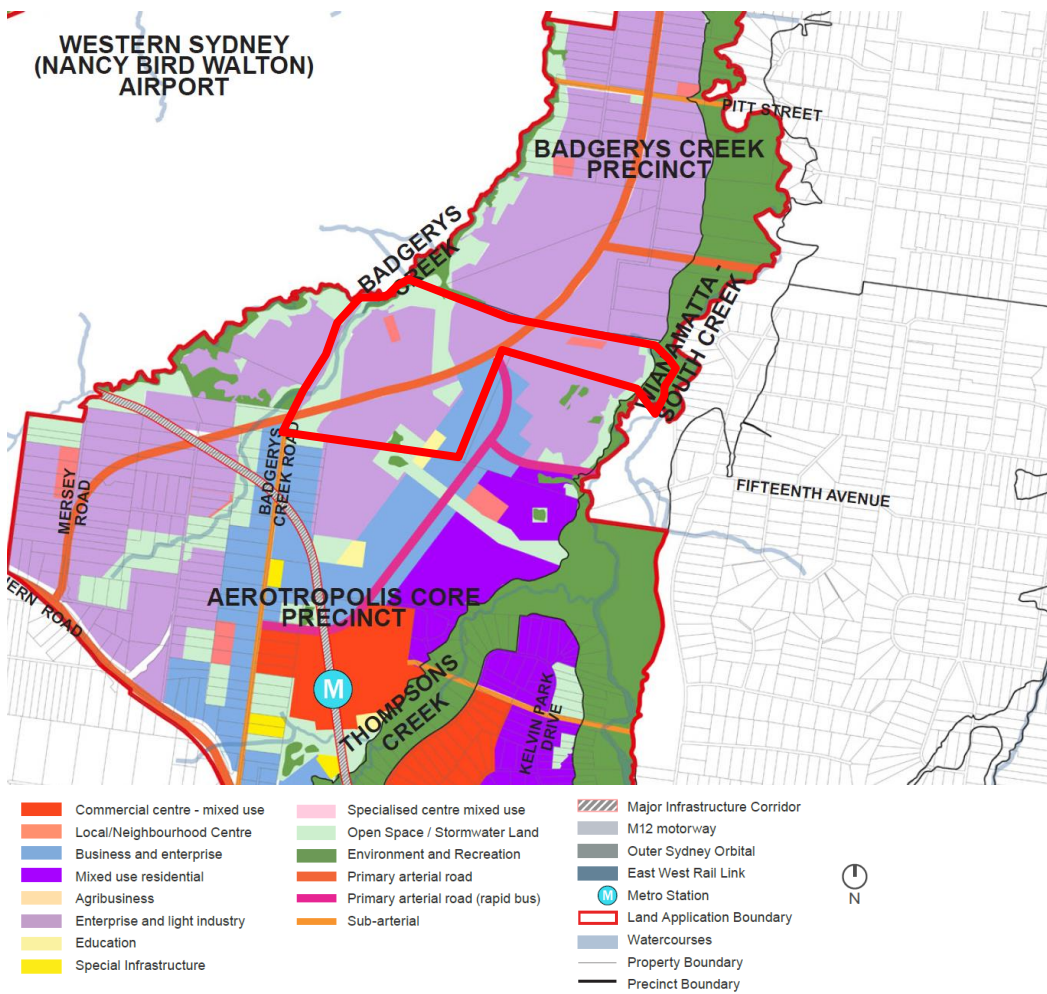 WESTERN SYDNEY
(NANCY BIRD WALTON)
AIRPORT
PITT STREET
BADGERYS CREEK
PRECINCT
BADGERYS
CREEK
WIANAMATTA -
SOUTH CREEK
MERSEY
ROAD
BADGERYS
CREEK ROAD
FIFTEENTH AVENUE
ERN ROAD
AEROTROPOLIS CORE
PRECINCT
M
THOMPSONS
CREEK
KELVIN PARK
DRIVE
Commercial centre - mixed use
Local/Neighbourhood Centre
Business and enterprise
Mixed use residential
Agribusiness
Enterprise and light industry
Education
Special Infrastructure
Specialised centre mixed use
Open Space / Stormwater Land
Environment and Recreation
Primary arterial road
Primary arterial road (rapid bus)
Sub-arterial
Major Infrastructure Corridor
M12 motorway
Outer Sydney Orbital
East West Rail Link
M Metro Station
Land Application Boundary
Watercourses
Property Boundary
Precinct Boundary
N